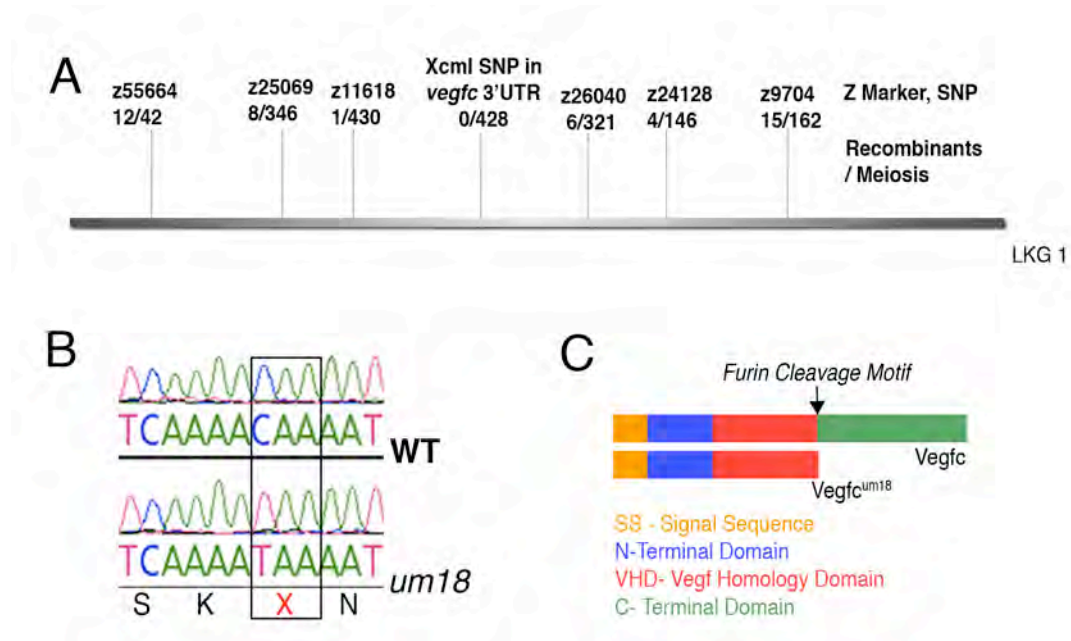 A
z55664
12/42
z25069
8/346
z11618
1/430
XcmI SNP in
vegfc 3'UTR
0/428
z26040
6/321
z24128
4/146
z9704
15/162
Z Marker, SNP
Recombinants
/ Meiosis
LKG 1
B
TCAAAACAAAAT
WT
TCAAAATAAAAT
um18
S K X N
C
Furin Cleavage Motif
Vegfc
Vegfcum18
SS - Signal Sequence
N-Terminal Domain
VHD- Vegf Homology Domain
C- Terminal Domain